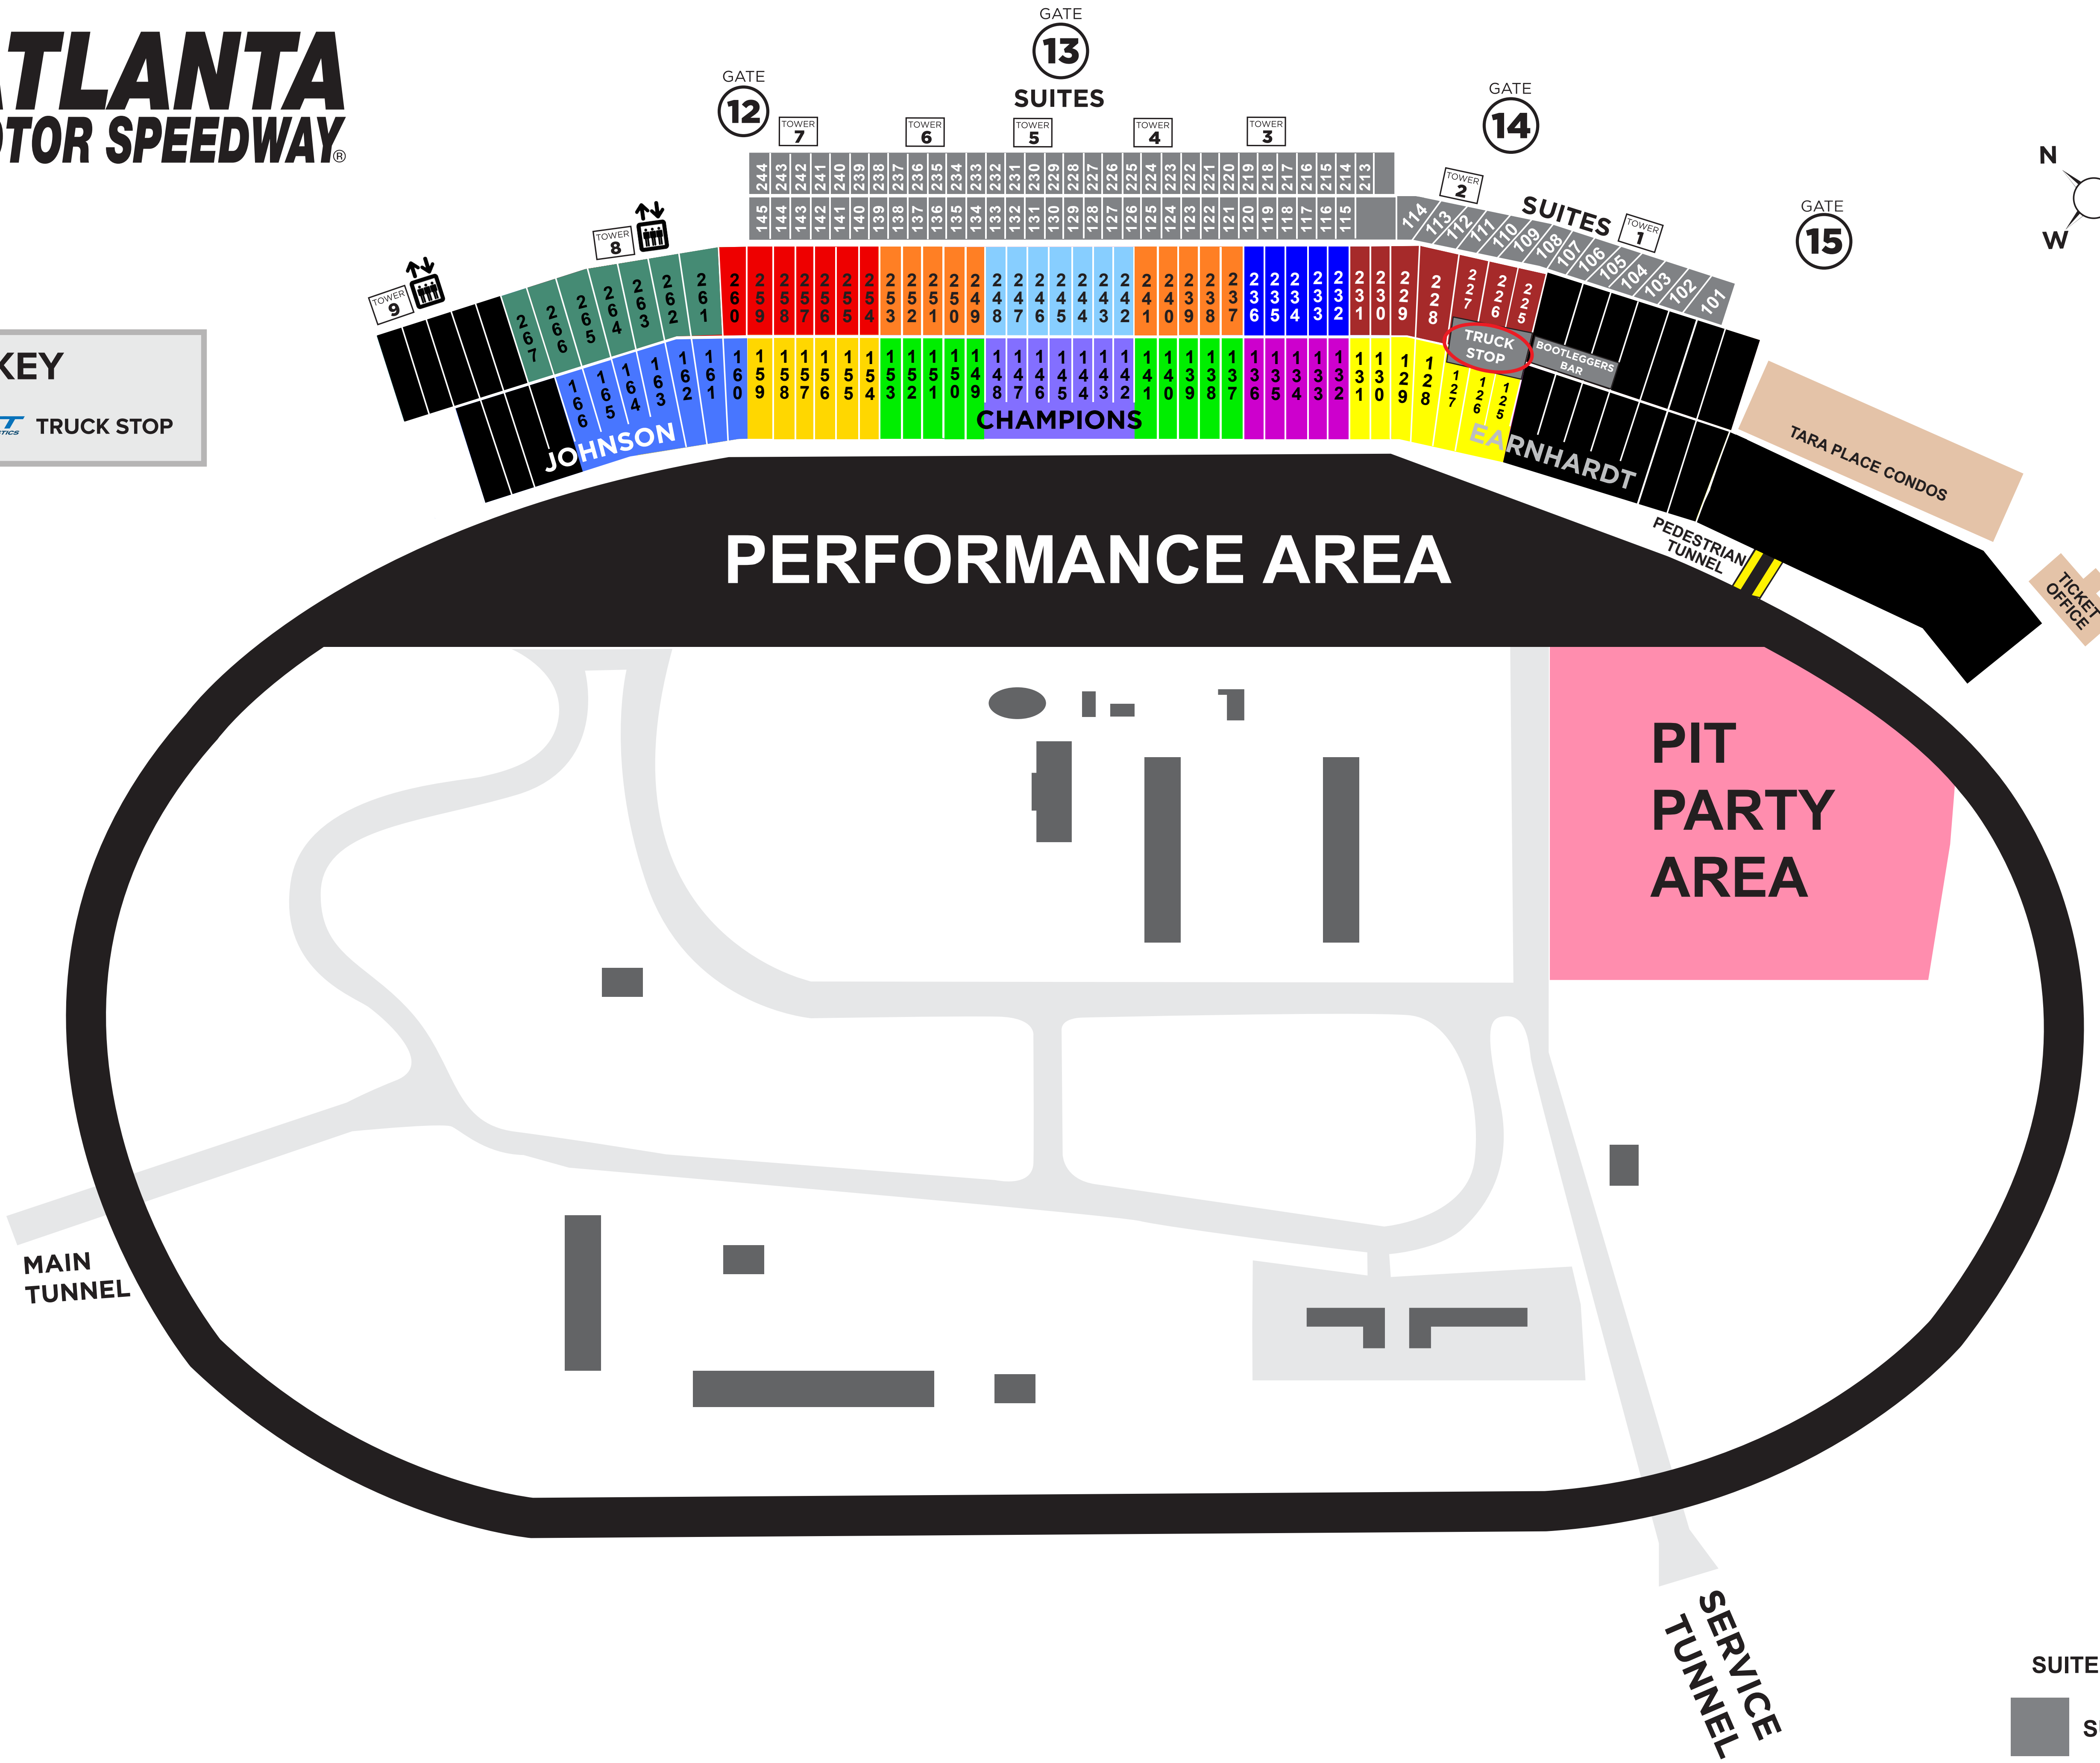 ATLANTA
OTOR SPEEDWAY®
KEY
TRUCK STOP
GATE
12
GATE
13
SUITES
GATE
14
GATE
15
N
W
TOWER
9
TOWER
8
TOWER
7
TOWER
6
TOWER
5
TOWER
4
TOWER
3
TOWER
2
SUITES
TOWER
1
244 243 242 241 240 239 238 237 236 235 234 233 232 231 230 229 228 227 226 225 224 223 222 221 220 219 218 217 216 215 214 213
145 144 143 142 141 140 139 138 137 136 135 134 133 132 131 130 129 128 127 126 125 124 123 122 121 120 119 118 117 116 115 114 113 112 111 110 109 108 107 106 105 104 103 102 101
267 266 265 264 263 262 261 260 259 258 257 256 255 254 253 252 251 250 249 248 247 246 245 244 243 242 241 240 239 238 237 236 235 234 233 232 231 230 229 228 227 226 225
TRUCK
STOP
BOOTLEGGERS
BAR
166 165 164 163 162 161 160 159 158 157 156 155 154 153 152 151 150 149 148 147 146 145 144 143 142 141 140 139 138 137 136 135 134 133 132 131 130 129 128 127 126 125
JOHNSON
CHAMPIONS
EARNHARDT
TARA PLACE CONDOS
PEDESTRIAN
TUNNEL
TICKET
OFFICE
PERFORMANCE AREA
PIT
PARTY
AREA
MAIN
TUNNEL
SERVICE
TUNNEL
SUITE